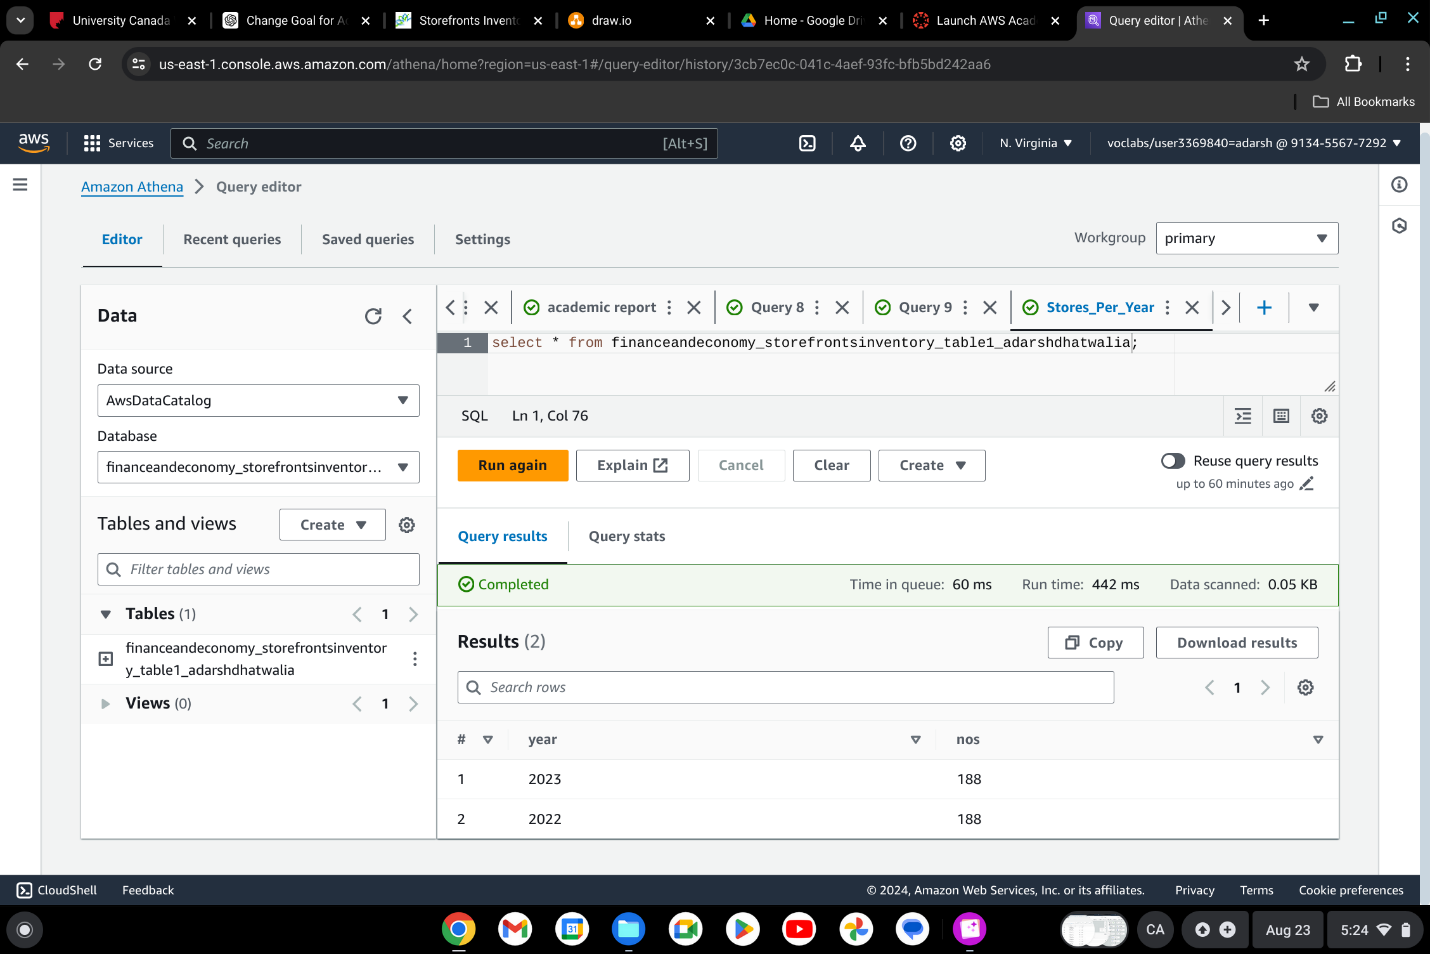 University Canada
Change Goal for A
Storefronts Invent
draw.io
Home - Google Dri
Launch AWS Acad
Query editor | Athe
us-east-1.console.aws.amazon.com/athena/home?region=us-east-1#/query-editor/history/3cb7ec0c-041c-4aef-93fc-bfb5bd242aa6
All Bookmarks
aws
Services
Search
[Alt+S]
N. Virginia
voclabs/user3369840=adarsh @ 9134-5567-7292
Amazon Athena
Query editor
Editor
Recent queries
Saved queries
Settings
Workgroup
primary
Data
Data source
AwsDataCatalog
Database
financeandeconomy_storefrontsinventor...
Tables and views
Create
Filter tables and views
Tables (1)
1
financeandeconomy_storefrontsinventor
y_table1_adarshdhatwalia
Views (0)
1
academic report
Query 8
Query 9
Stores_Per_Year
1 select * from financeandeconomy_storefrontsinventory_table1_adarshdhatwalia;
SQL
Ln 1, Col 76
Run again
Explain
Cancel
Clear
Create
Reuse query results
up to 60 minutes ago
Query results
Query stats
Completed
Time in queue: 60 ms
Run time: 442 ms
Data scanned: 0.05 KB
Results (2)
Copy
Download results
Search rows
1
# year nos
1 2023 188
2 2022 188
CloudShell
Feedback
© 2024, Amazon Web Services, Inc. or its affiliates.
Privacy
Terms
Cookie preferences
31
CA
Aug 23
5:24